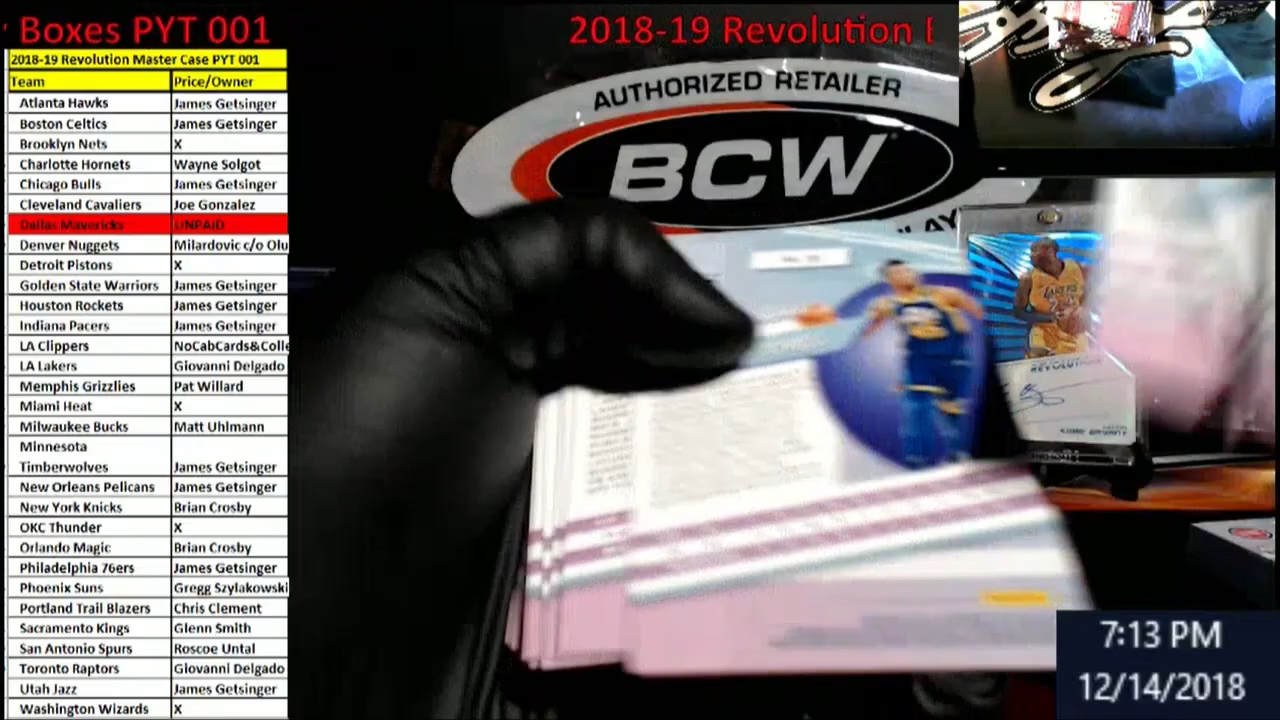 Boxes PYT 001
2018-19 Revolution
2018-19 Revolution Master Case PYT 001
Team Price/Owner
Atlanta Hawks James Getsinger
Boston Celtics James Getsinger
Brooklyn Nets X
Charlotte Hornets Wayne Solgot
Chicago Bulls James Getsinger
Cleveland Cavaliers Joe Gonzalez
Dallas Mavericks UNPAID
Denver Nuggets Milardovic c/o Olu
Detroit Pistons X
Golden State Warriors James Getsinger
Houston Rockets James Getsinger
Indiana Pacers James Getsinger
LA Clippers NoCabCards&Colle
LA Lakers Giovanni Delgado
Memphis Grizzlies Pat Willard
Miami Heat X
Milwaukee Bucks Matt Uhlmann
Minnesota
Timberwolves James Getsinger
New Orleans Pelicans James Getsinger
New York Knicks Brian Crosby
OKC Thunder X
Orlando Magic Brian Crosby
Philadelphia 76ers James Getsinger
Phoenix Suns Gregg Szylakowski
Portland Trail Blazers Chris Clement
Sacramento Kings Glenn Smith
San Antonio Spurs Roscoe Untal
Toronto Raptors Giovanni Delgado
Utah Jazz James Getsinger
Washington Wizards X
AUTHORIZED RETAILER
BCW
LAY
LAKERS
REVOLUTION
7:13 PM
12/14/2018